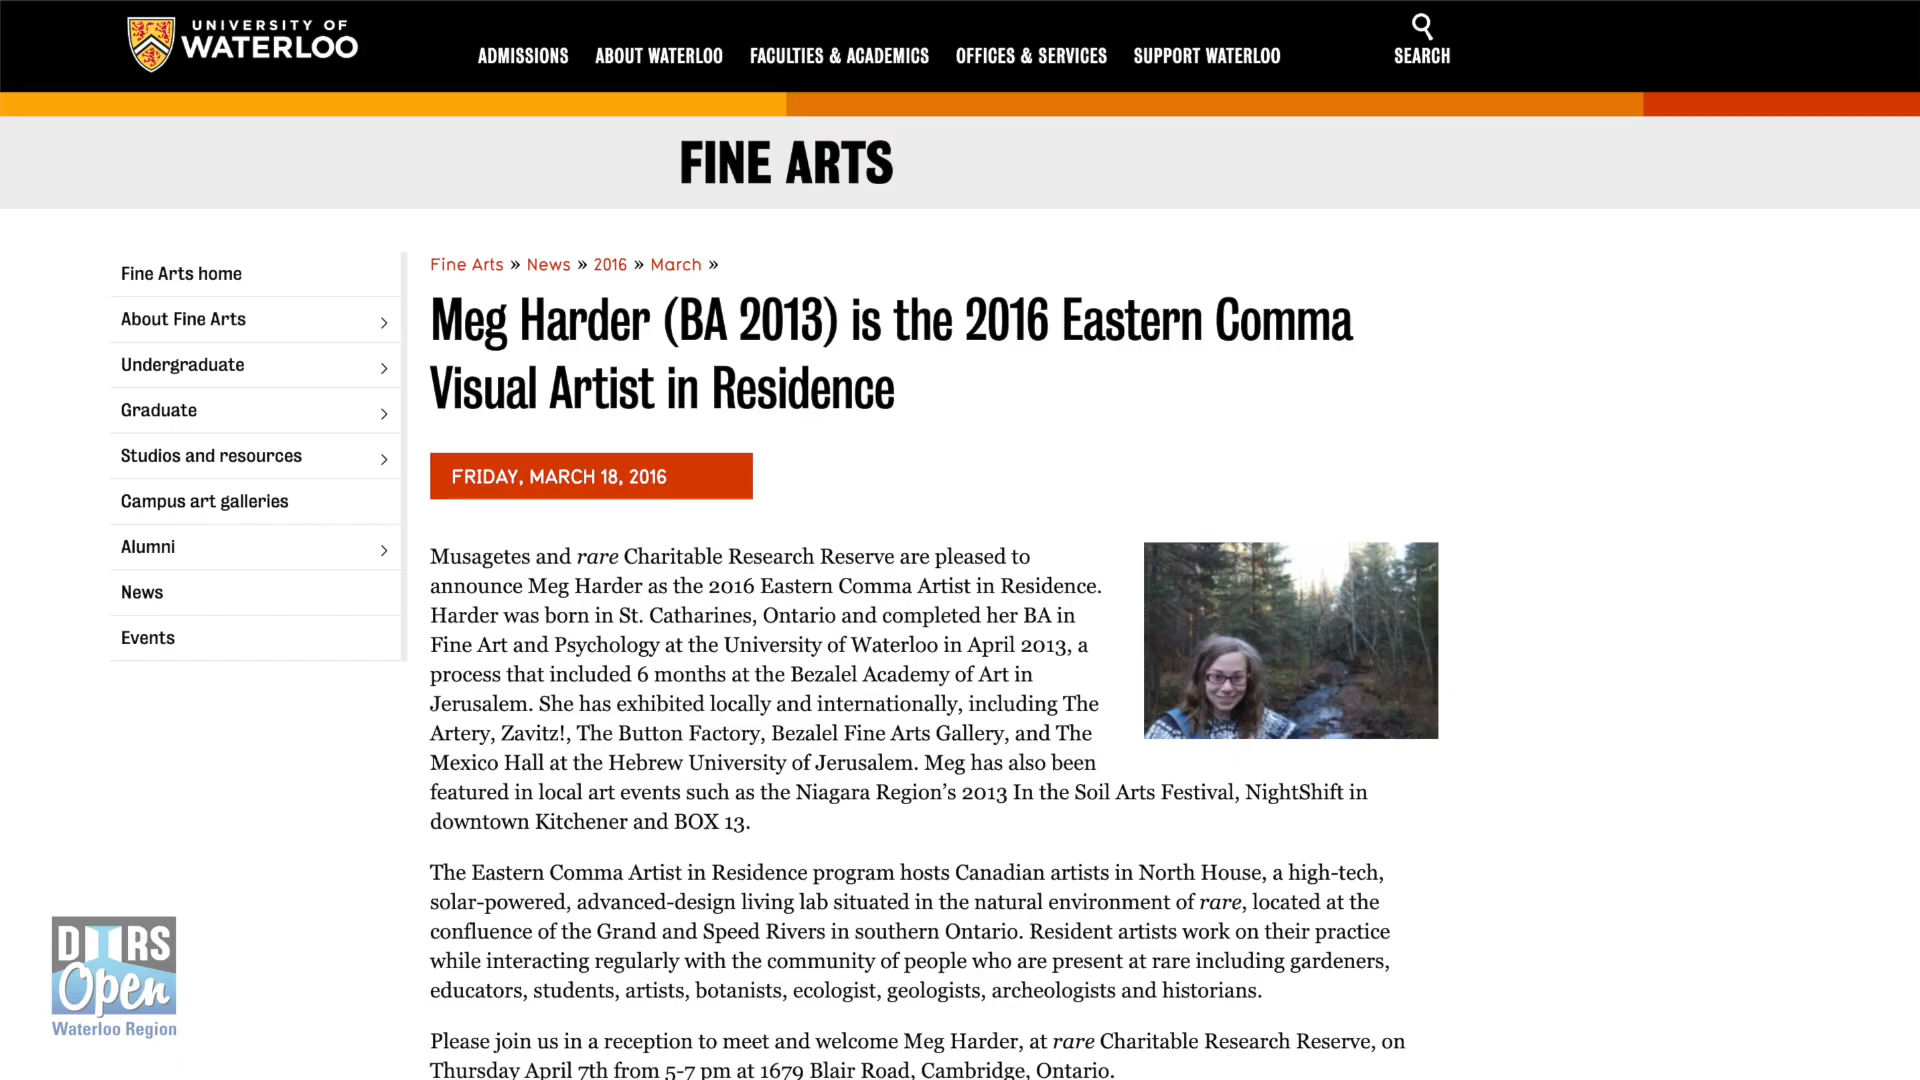 UNIVERSITY OF
WATERLOO
ADMISSIONS
ABOUT WATERLOO
FACULTIES & ACADEMICS
OFFICES & SERVICES
SUPPORT WATERLOO
SEARCH
FINE ARTS
Fine Arts home
About Fine Arts
Undergraduate
Graduate
Studios and resources
Campus art galleries
Alumni
News
Events
Fine Arts » News » 2016 » March »
Meg Harder (BA 2013) is the 2016 Eastern Comma
Visual Artist in Residence
FRIDAY, MARCH 18, 2016
Musagetes and rare Charitable Research Reserve are pleased to
announce Meg Harder as the 2016 Eastern Comma Artist in Residence.
Harder was born in St. Catharines, Ontario and completed her BA in
Fine Art and Psychology at the University of Waterloo in April 2013, a
process that included 6 months at the Bezalel Academy of Art in
Jerusalem. She has exhibited locally and internationally, including The
Artery, Zavitz!, The Button Factory, Bezalel Fine Arts Gallery, and The
Mexico Hall at the Hebrew University of Jerusalem. Meg has also been
featured in local art events such as the Niagara Region’s 2013 In the Soil Arts Festival, NightShift in
downtown Kitchener and BOX 13.
The Eastern Comma Artist in Residence program hosts Canadian artists in North House, a high-tech,
solar-powered, advanced-design living lab situated in the natural environment of rare, located at the
confluence of the Grand and Speed Rivers in southern Ontario. Resident artists work on their practice
while interacting regularly with the community of people who are present at rare including gardeners,
educators, students, artists, botanists, ecologist, geologists, archeologists and historians.
Please join us in a reception to meet and welcome Meg Harder, at rare Charitable Research Reserve, on
Thursday April 7th from 5-7 pm at 1679 Blair Road, Cambridge, Ontario.
DOORS
Open
Waterloo Region